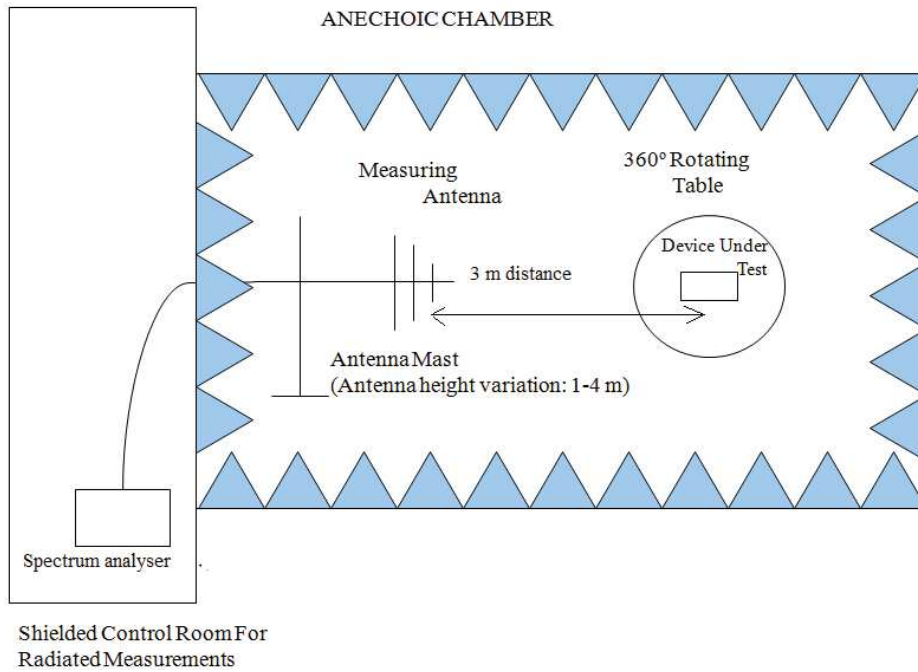 ANECHOIC CHAMBER
Measuring
Antenna
360º Rotating
Table
Device Under
Test
3 m distance
Antenna Mast
(Antenna height variation: 1-4 m)
Spectrum analyser
Shielded Control Room For
Radiated Measurements